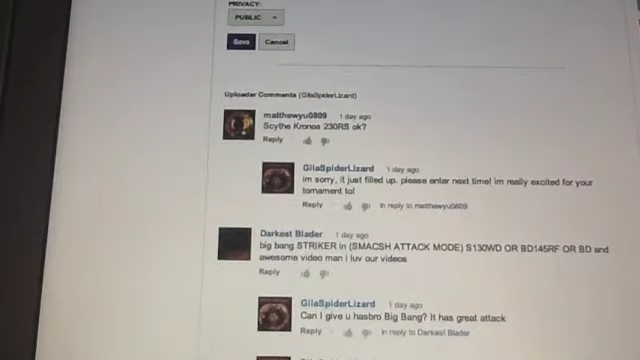 PRIVACY:
PUBLIC
Save Cancel
Uploader Comments (GilaSpiderLizard)
matthewyu0809 1 day ago
Scythe Kronos 230RS ok?
Reply
GilaSpiderLizard 1 day ago
im sorry, it just filled up. please enter next time! im really excited for your
tornament tol
Reply in reply to matthewyu0809
Darkest Blader 1 day ago
big bang STRIKER in (SMACSH ATTACK MODE) S130WD OR BD145RF OR BD and
awesome video man i luv our videos
Reply
GilaSpiderLizard 1 day ago
Can I give u hasbro Big Bang? It has great attack
Reply in reply to Darkest Blader